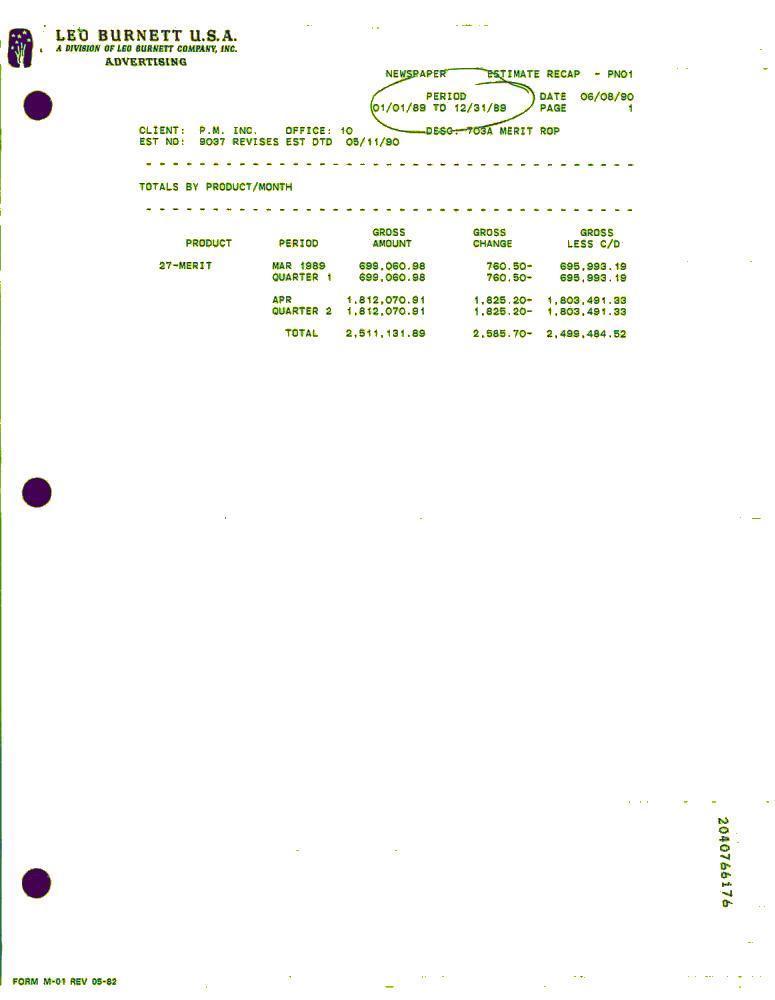 LEO BURNETT U.S.A.
A DIVISION OF LEO BURNETT COMPANY, INC.
ADVERTISING
NEWSPAPER ESTIMATE RECAP - PN01
PERIOD DATE 06/08/90
01/01/89 TO 12/31/89 PAGE 1
CLIENT: P.M. INC. OFFICE: 10 DESC: 703A MERIT ROP
EST NO: 9037 REVISES EST DTD 05/11/90
TOTALS BY PRODUCT/MONTH
GROSS GROSS GROSS
PRODUCT PERIOD AMOUNT CHANGE LESS C/D
27-MERIT MAR 1989 699,060.98 760.50- 695,993.19
QUARTER 1 699,060.98 760.50- 695,993.19
APR 1,812,070.91 1,825.20- 1,803,491.33
QUARTER 2 1,812,070.91 1,825.20- 1,803,491.33
TOTAL 2,511,131.89 2,585.70- 2,499,484.52
2040766176
FORM M-01 REV 05-82